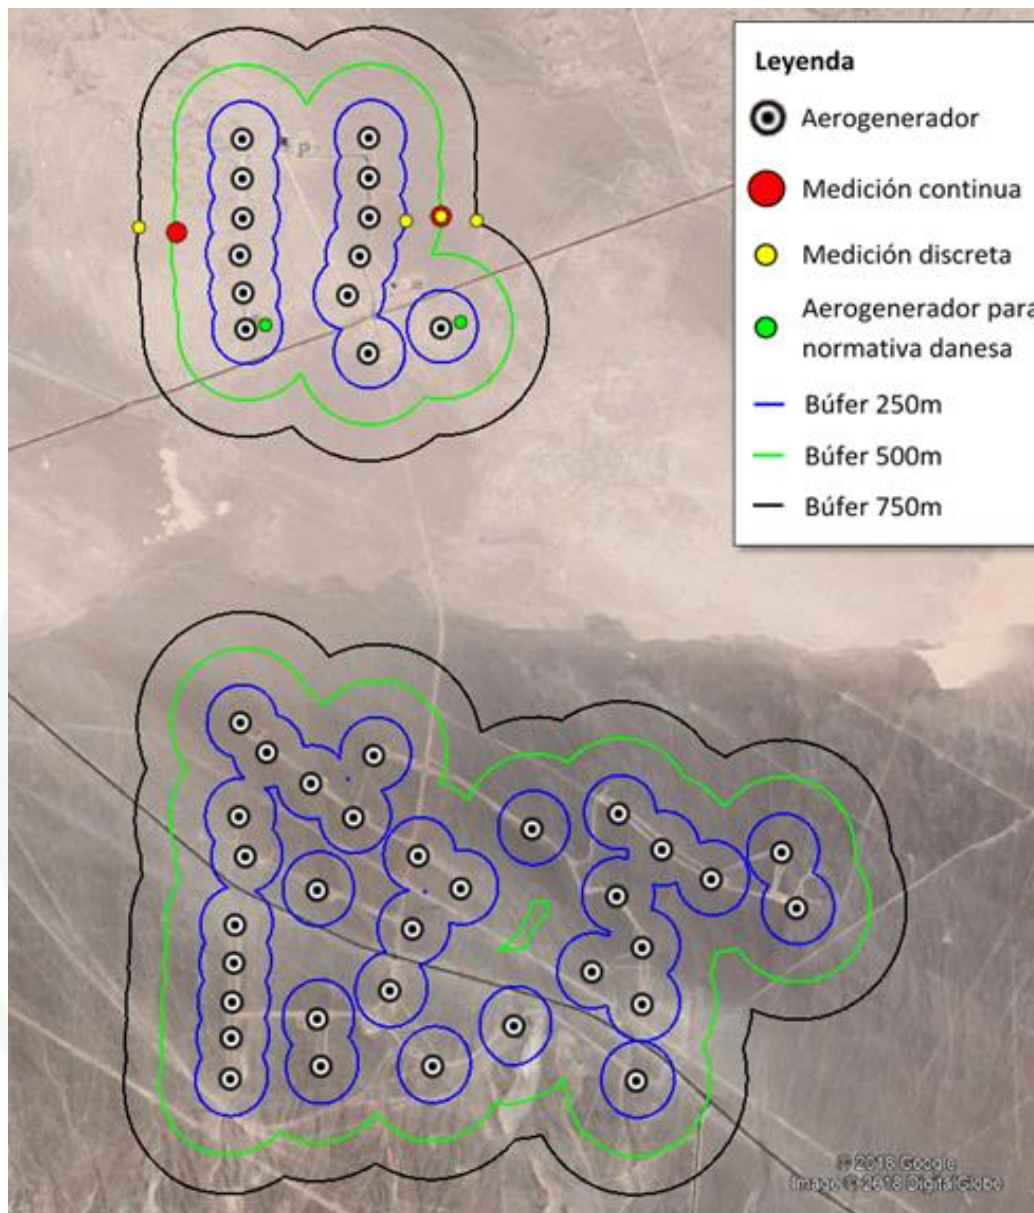 Leyenda
Aerogenerador
Medición continua
Medición discreta
Aerogenerador para
normativa danesa
Búfer 250m
Búfer 500m
Búfer 750m
© 2018 Google
Image © 2018 DigitalGlobe